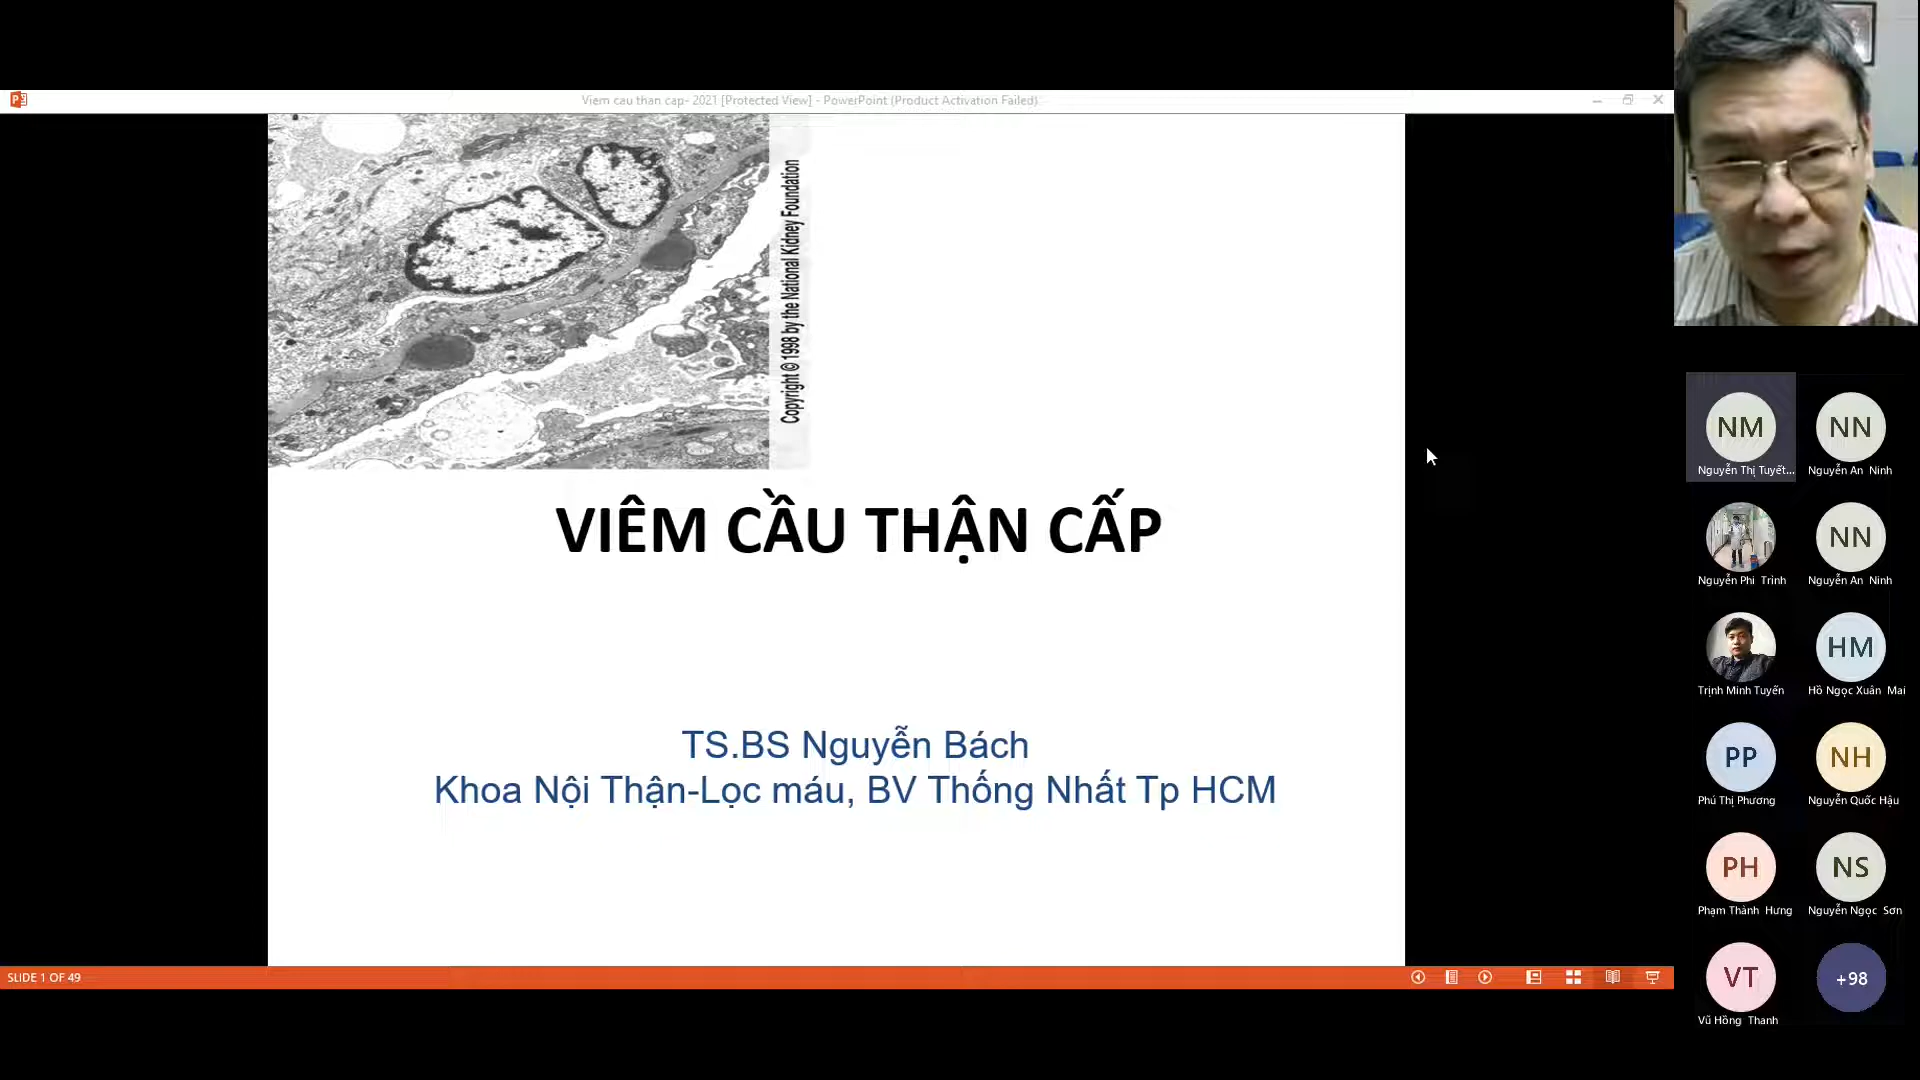 Viem cau than cap- 2021 [Protected View] - PowerPoint (Product Activation Failed)
Copyright © 1998 by the National Kidney Foundation
VIÊM CẦU THẬN CẤP
TS.BS Nguyễn Bách
Khoa Nội Thận-Lọc máu, BV Thống Nhất Tp HCM
SLIDE 1 OF 49
NM
Nguyễn Thị Tuyết...
NN
Nguyễn An Ninh
Nguyễn Phi Trình
NN
Nguyễn An Ninh
Trịnh Minh Tuyến
HM
Hồ Ngọc Xuân Mai
PP
Phú Thị Phương
NH
Nguyễn Quốc Hậu
PH
Phạm Thành Hưng
NS
Nguyễn Ngọc Sơn
VT
Vũ Hồng Thanh
+98